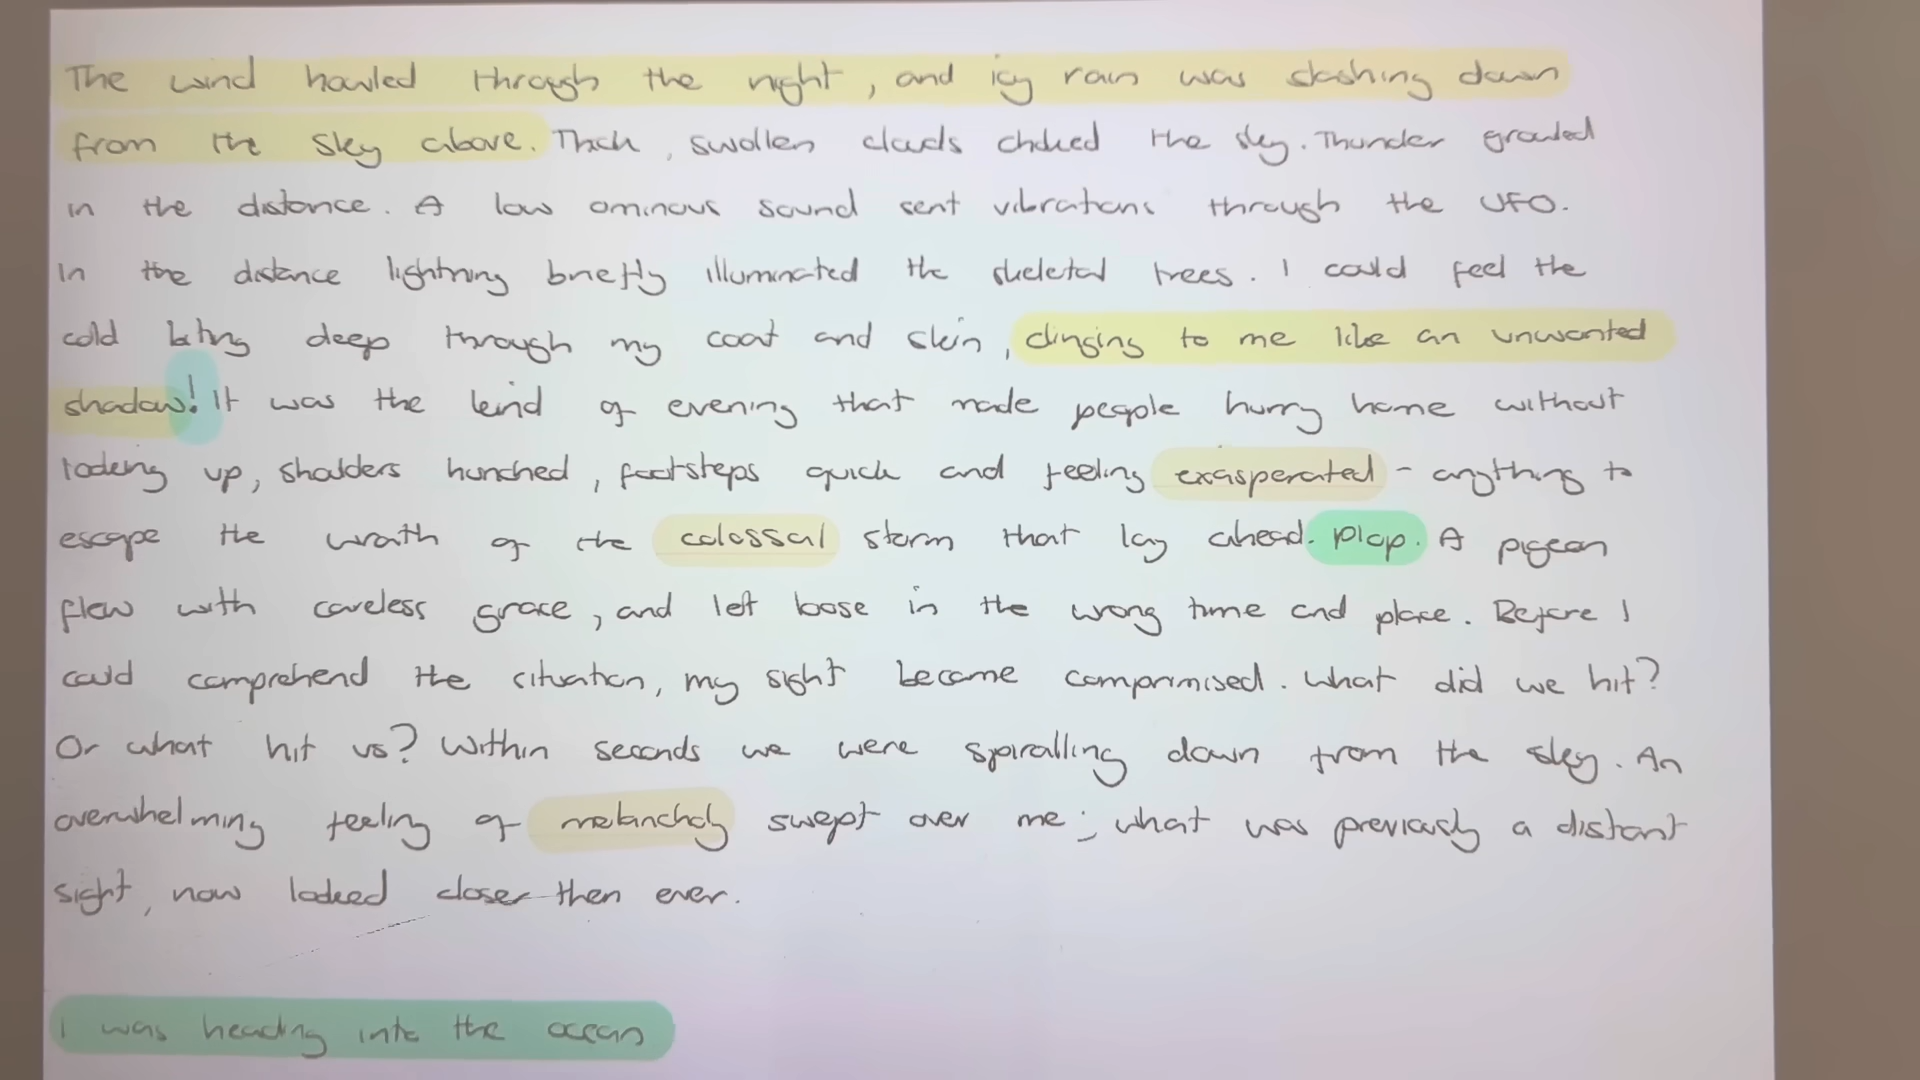 The wind howled through the night, and icy rain was slashing down
from the sky above. Thick, swollen clouds choked the sky. Thunder growled
in the distance. A low ominous sound sent vibrations through the UFO.
In the distance lightning briefly illuminated the skeletal trees. I could feel the
cold biting deep through my coat and skin, clinging to me like an unwanted
shadow! It was the kind of evening that made people hurry home without
looking up, shoulders hunched, footsteps quick and feeling exasperated - anything to
escape the wrath of the colossal storm that lay ahead. Plop. A pigeon
flew with careless grace, and left loose in the wrong time and place. Before I
could comprehend the situation, my sight became comprimised. What did we hit?
Or what hit us? Within seconds we were spiralling down from the sky. An
overwhelming feeling of melancholy swept over me; what was previously a distant
sight, now looked closer then ever.
I was heading into the ocean